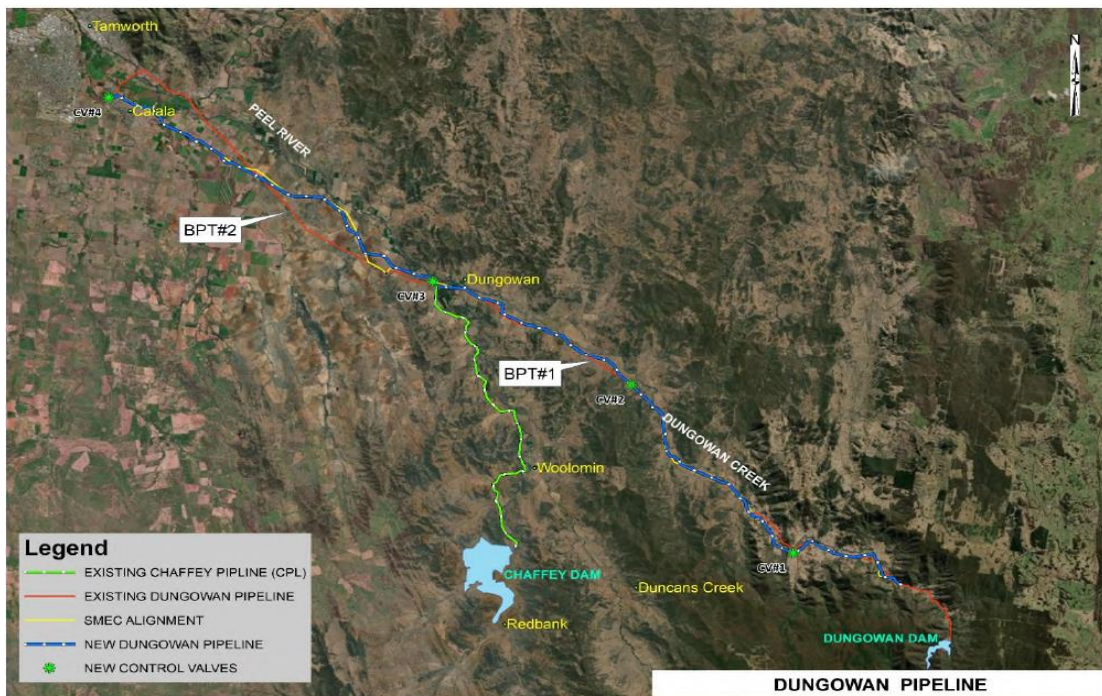 Tamworth
N
CV#4
Calala
PEEL RIVER
BPT#2
Dungowan
CV#3
BPT#1
CV#2
DUNGOWAN CREEK
Woolomin
CV#1
CHAFFEY DAM
Duncans Creek
Redbank
DUNGOWAN DAM
Legend
EXISTING CHAFFEY PIPLINE (CPL)
EXISTING DUNGOWAN PIPELINE
SMEC ALIGNMENT
NEW DUNGOWAN PIPELINE
NEW CONTROL VALVES
DUNGOWAN PIPELINE